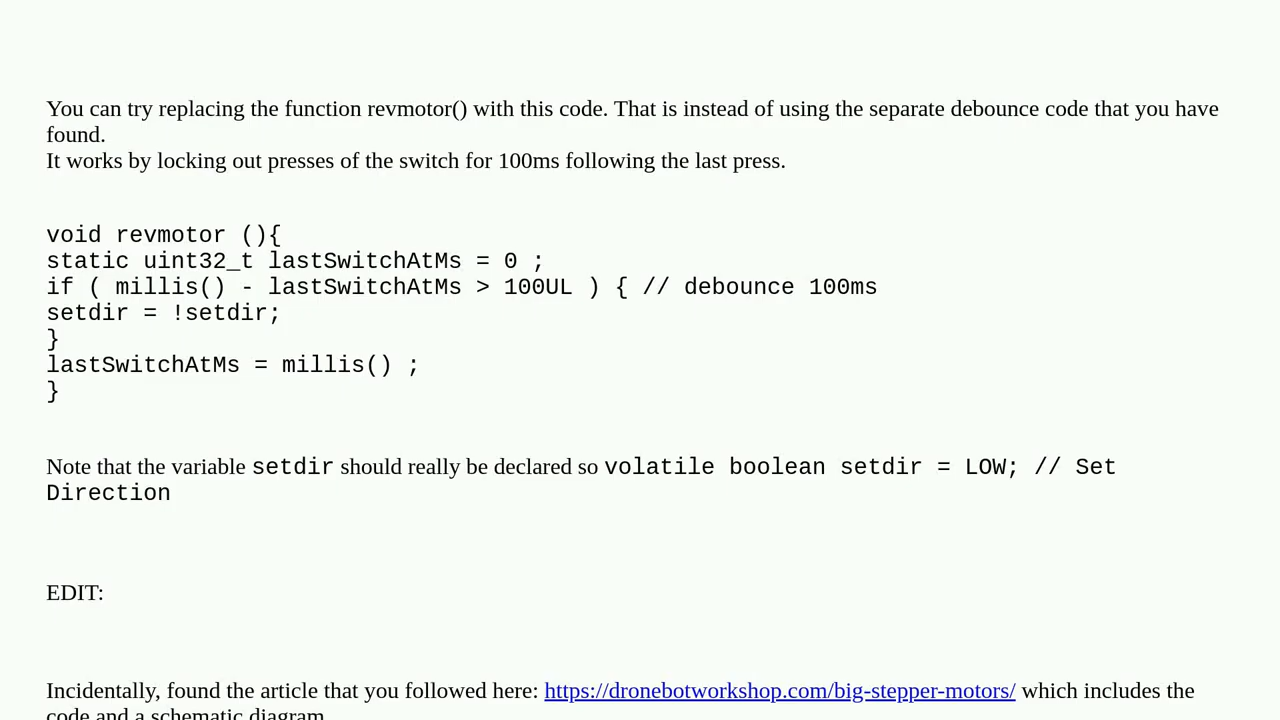 You can try replacing the function revmotor() with this code. That is instead of using the separate debounce code that you have
found.
It works by locking out presses of the switch for 100ms following the last press.
void revmotor (){
static uint32_t lastSwitchAtMs = 0 ;
if ( millis() - lastSwitchAtMs > 100UL ) { // debounce 100ms
setdir = !setdir;
}
lastSwitchAtMs = millis() ;
}
Note that the variable setdir should really be declared so volatile boolean setdir = LOW; // Set
Direction
EDIT:
Incidentally, found the article that you followed here: https://dronebotworkshop.com/big-stepper-motors/ which includes the
code and a schematic diagram